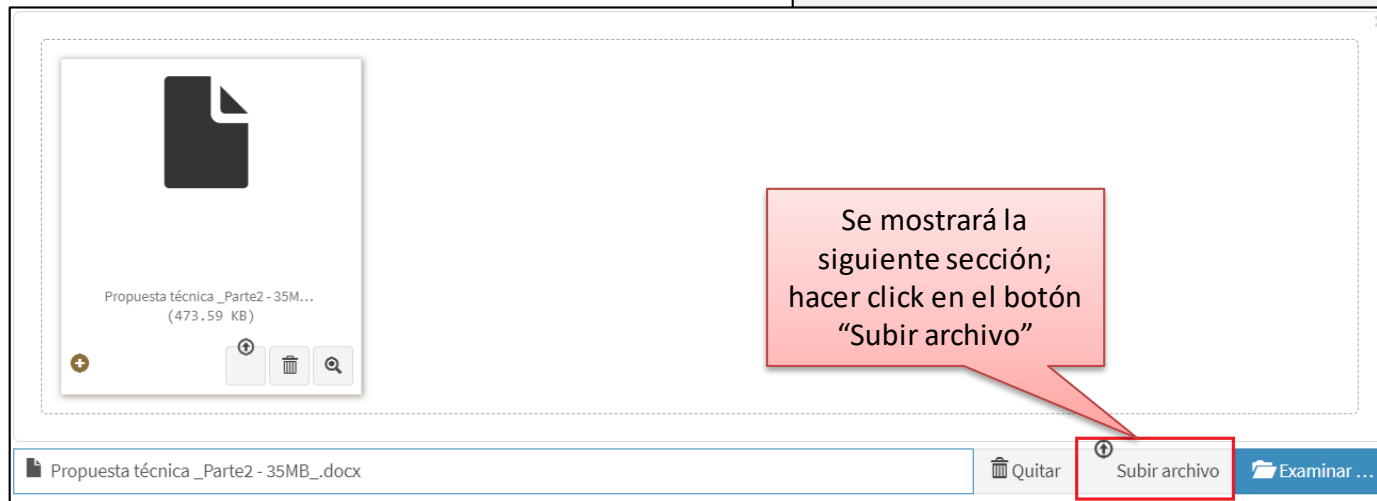 Propuesta técnica _Parte2 - 35M...
(473.59 KB)
Se mostrará la
siguiente sección;
hacer click en el botón
“Subir archivo”
Propuesta técnica _Parte2 - 35MB_.docx
Quitar
Subir archivo
Examinar ...